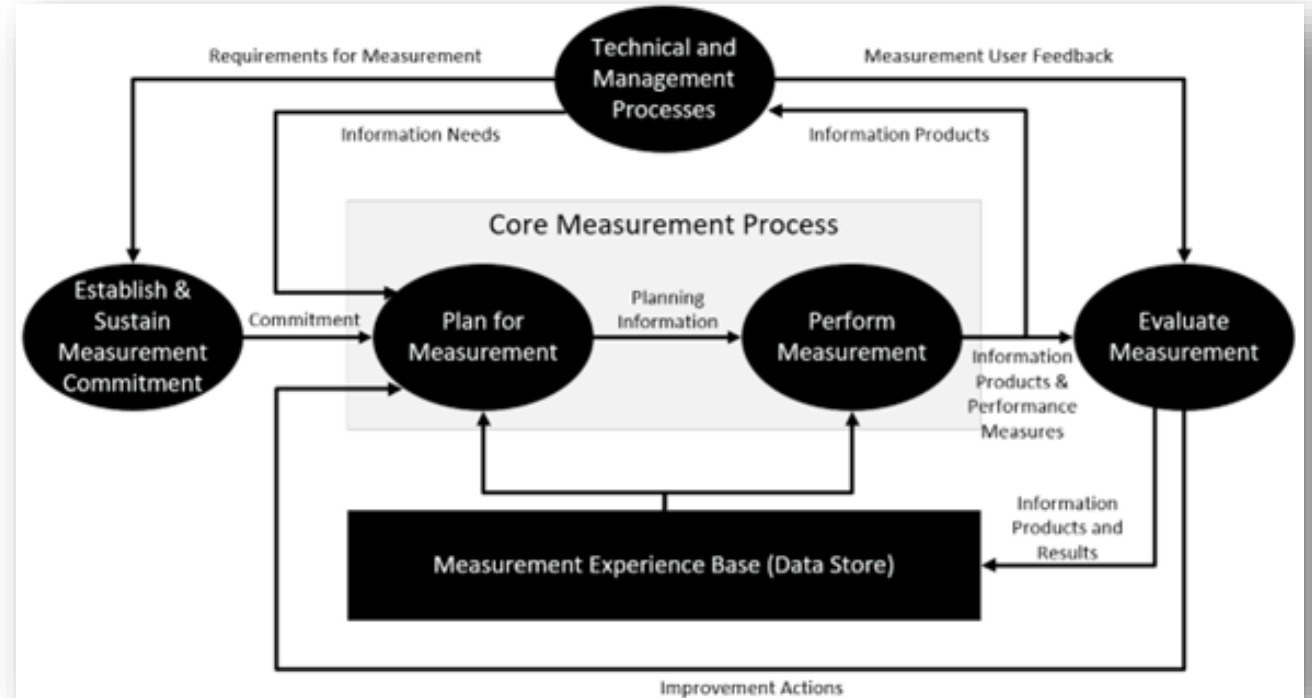 Requirements for Measurement
Technical and
Management
Processes
Measurement User Feedback
Information Needs
Information Products
Core Measurement Process
Establish &
Sustain
Measurement
Commitment
Commitment
Plan for
Measurement
Planning
Information
Perform
Measurement
Information
Products &
Performance
Measures
Evaluate
Measurement
Information
Products and
Results
Measurement Experience Base (Data Store)
Improvement Actions